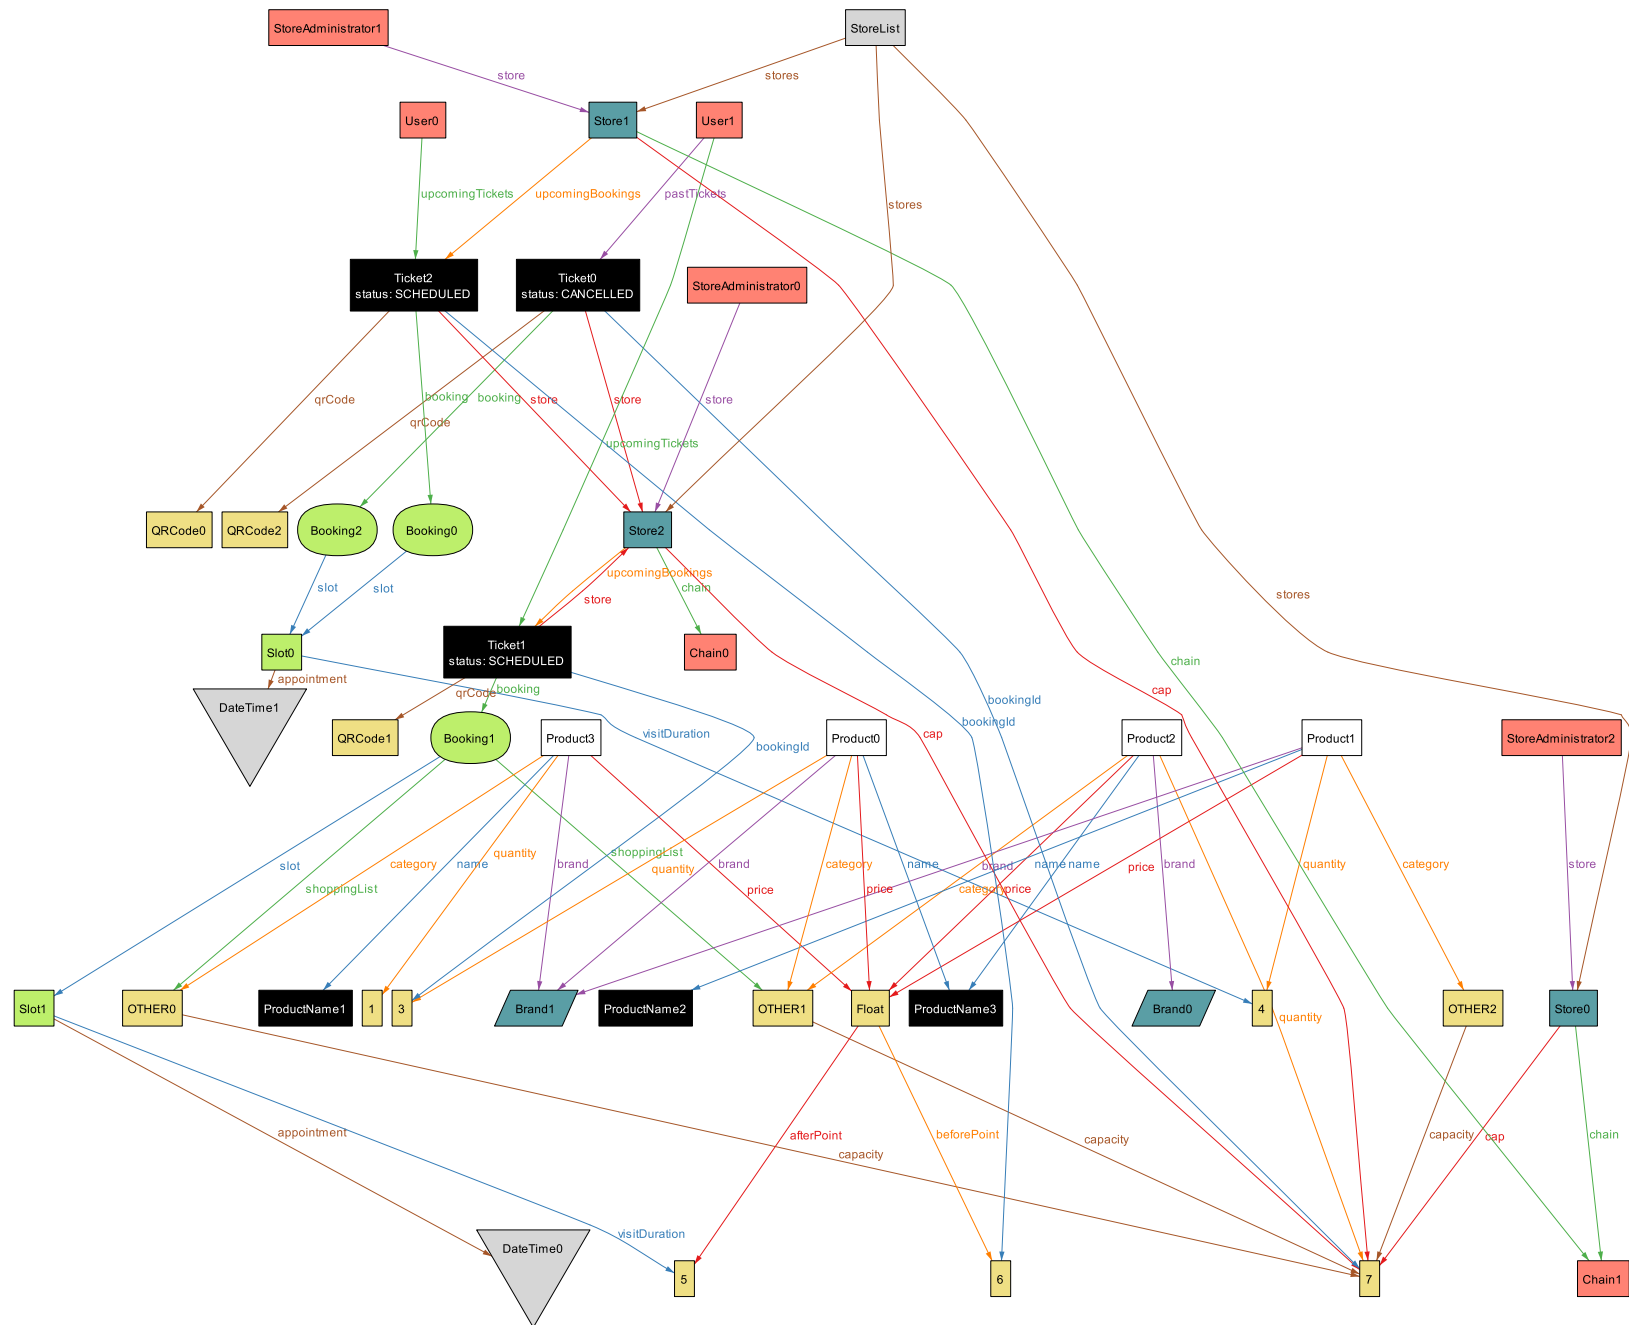 StoreAdministrator1
StoreList
store
stores
User0
Store1
User1
upcomingTickets
upcomingBookings
pastTickets
stores
Ticket2
status: SCHEDULED
Ticket0
status: CANCELLED
StoreAdministrator0
qrCode
booking
booking
store
store
store
qrCode
upcomingTickets
QRCode0
QRCode2
Booking2
Booking0
Store2
slot
slot
upcomingBookings
chain
store
stores
Slot0
Ticket1
status: SCHEDULED
Chain0
chain
appointment
qrCode
booking
cap
bookingId
DateTime1
bookingId
visitDuration
cap
QRCode1
Booking1
Product3
bookingId
Product0
Product2
Product1
StoreAdministrator2
slot
shoppingList
category
name
quantity
brand
shoppingList
quantity
brand
category
price
price
name
category
brand
price
name
name
brand
price
quantity
category
store
Slot1
OTHER0
ProductName1
1
3
Brand1
ProductName2
OTHER1
Float
ProductName3
Brand0
4
quantity
OTHER2
Store0
appointment
capacity
afterPoint
beforePoint
capacity
capacity
cap
chain
visitDuration
DateTime0
5
6
7
Chain1